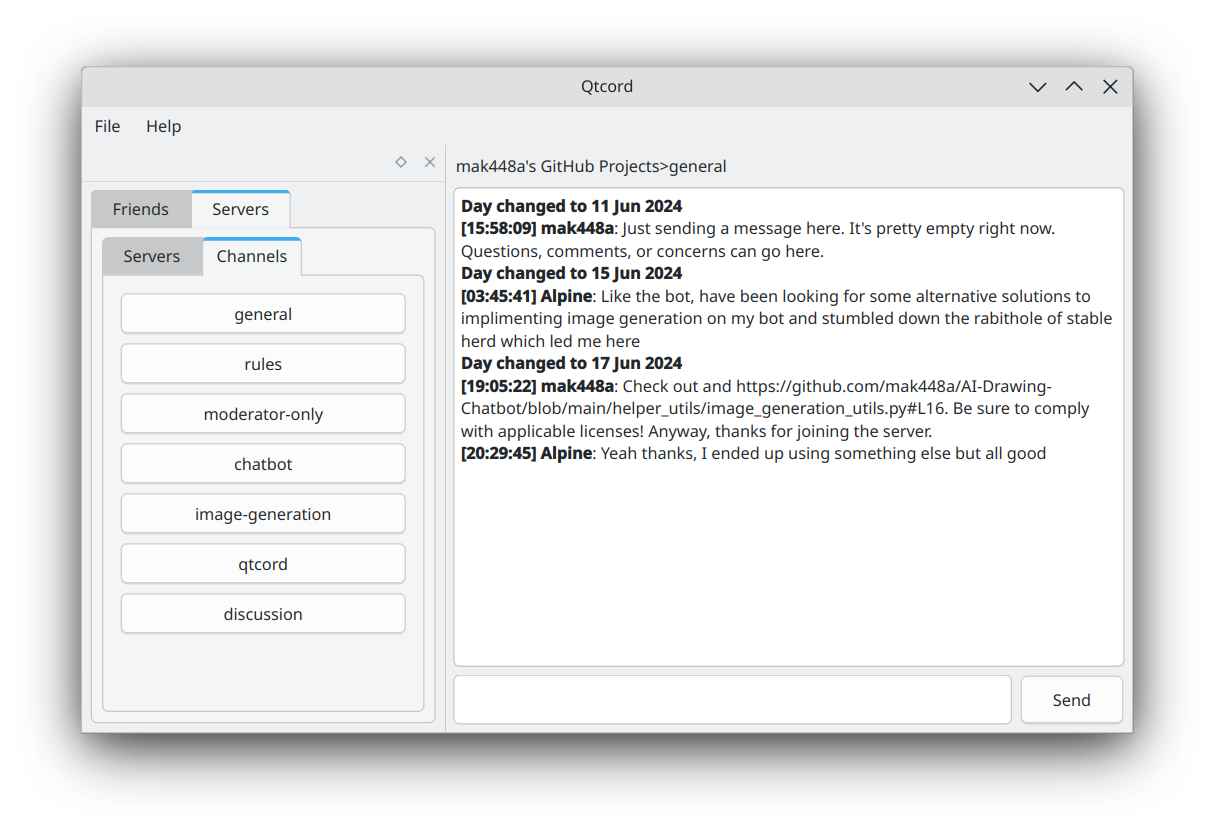 Qtcord
File Help
mak448a's GitHub Projects>general
Friends Servers
Servers Channels
general
rules
moderator-only
chatbot
image-generation
qtcord
discussion
Day changed to 11 Jun 2024
[15:58:09] mak448a: Just sending a message here. It's pretty empty right now.
Questions, comments, or concerns can go here.
Day changed to 15 Jun 2024
[03:45:41] Alpine: Like the bot, have been looking for some alternative solutions to
implimenting image generation on my bot and stumbled down the rabithole of stable
herd which led me here
Day changed to 17 Jun 2024
[19:05:22] mak448a: Check out and https://github.com/mak448a/AI-Drawing-
Chatbot/blob/main/helper_utils/image_generation_utils.py#L16. Be sure to comply
with applicable licenses! Anyway, thanks for joining the server.
[20:29:45] Alpine: Yeah thanks, I ended up using something else but all good
Send